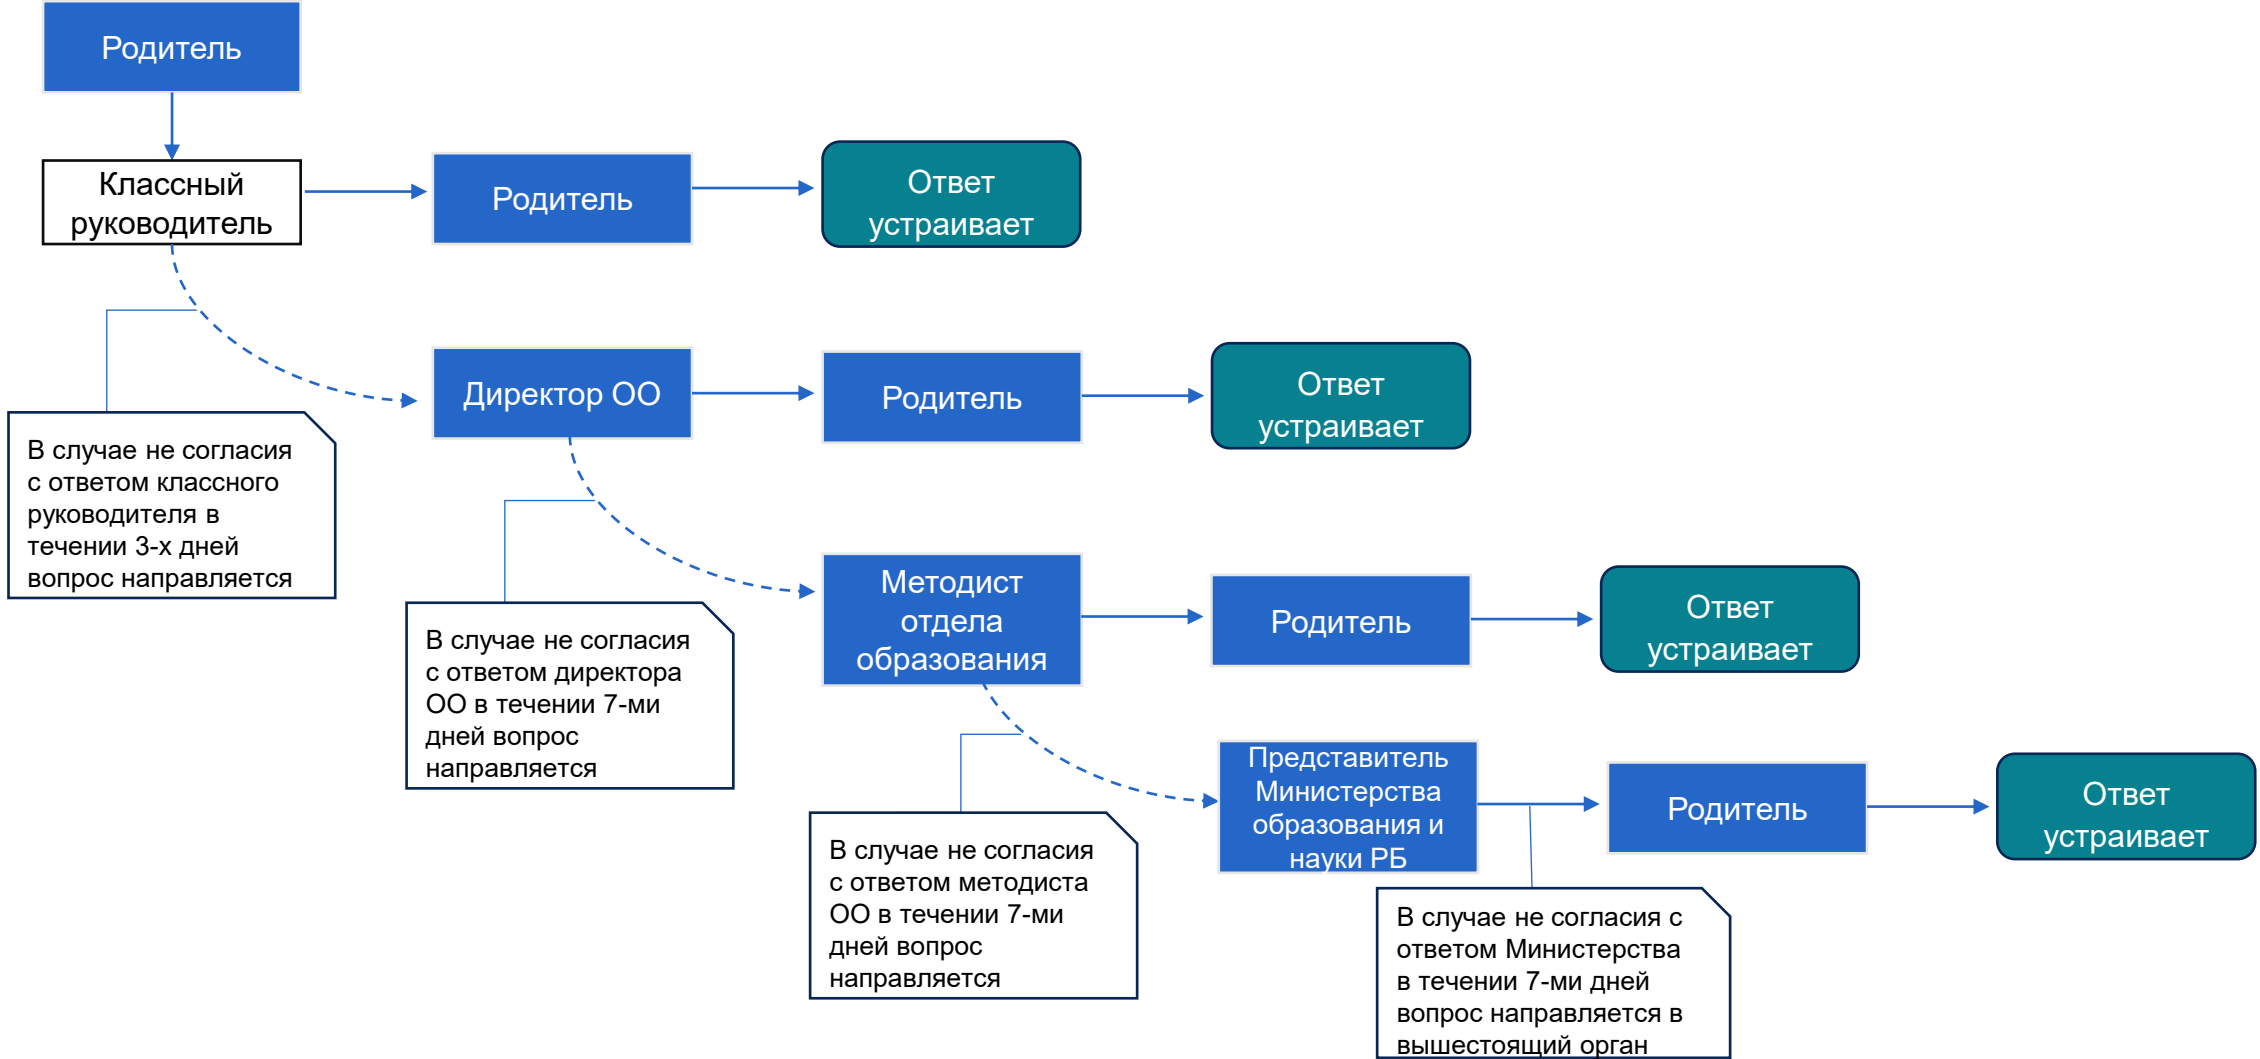 Родитель
Классный
руководитель
Родитель
Ответ
устраивает
Директор ОО
Родитель
Ответ
устраивает
В случае не согласия
с ответом классного
руководителя в
течении 3-х дней
вопрос направляется
Методист
отдела
образования
Родитель
Ответ
устраивает
В случае не согласия
с ответом директора
ОО в течении 7-ми
дней вопрос
направляется
Представитель
Министерства
образования и
науки РБ
Родитель
Ответ
устраивает
В случае не согласия
с ответом методиста
ОО в течении 7-ми
дней вопрос
направляется
В случае не согласия с
ответом Министерства
в течении 7-ми дней
вопрос направляется в
вышестоящий орган